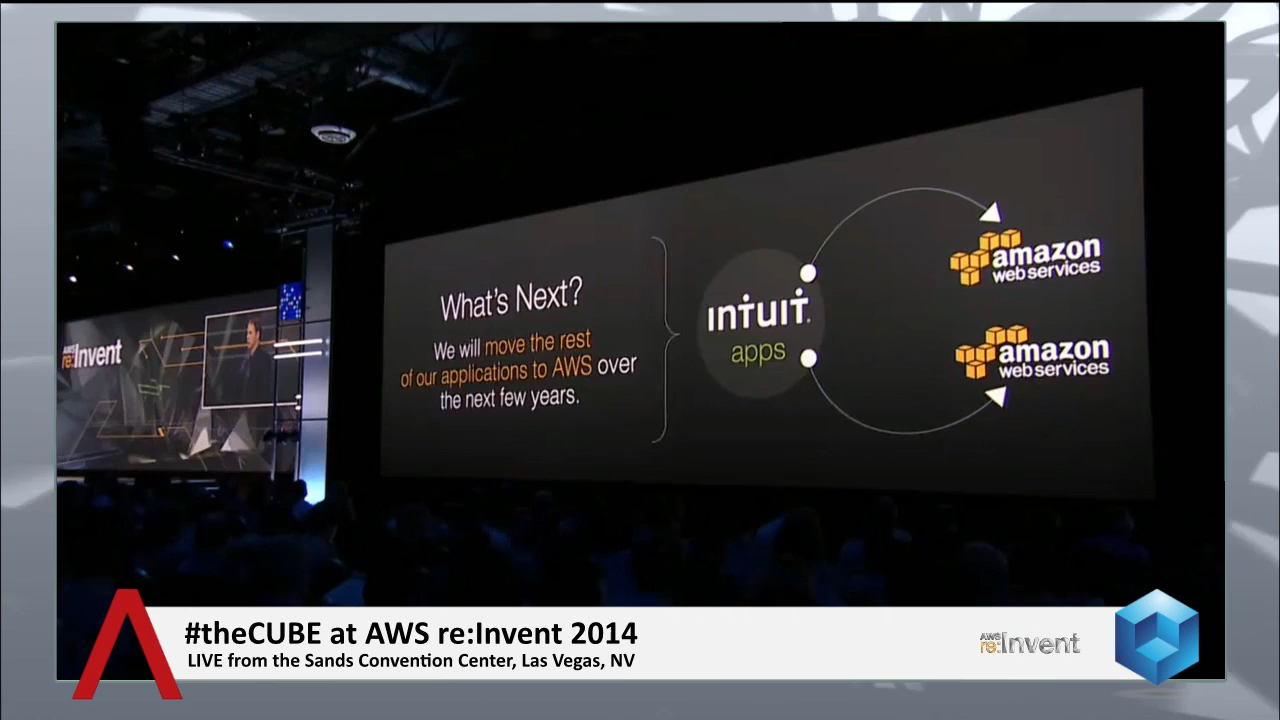 What's Next?
We will move the rest
of our applications to AWS over
the next few years.
intuit.
apps
amazon
web services
amazon
web services
AWS
re:Invent
#theCUBE at AWS re:Invent 2014
LIVE from the Sands Convention Center, Las Vegas, NV
AWS
re:Invent